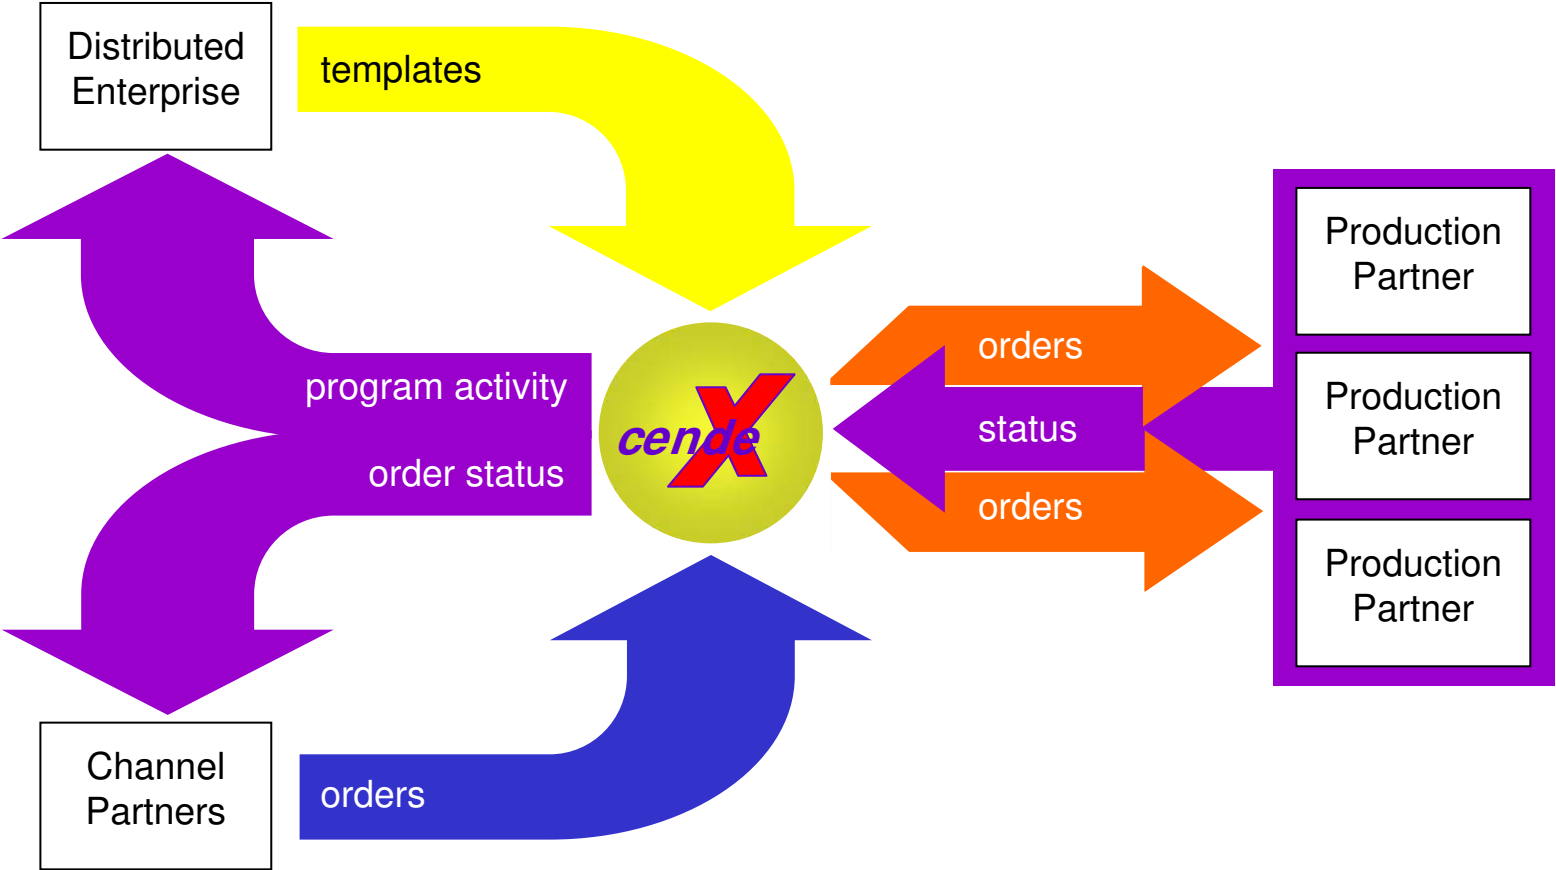 Distributed
Enterprise
templates
Production
Partner
orders
program activity
cendeX
status
Production
Partner
order status
orders
Production
Partner
Channel
Partners
orders